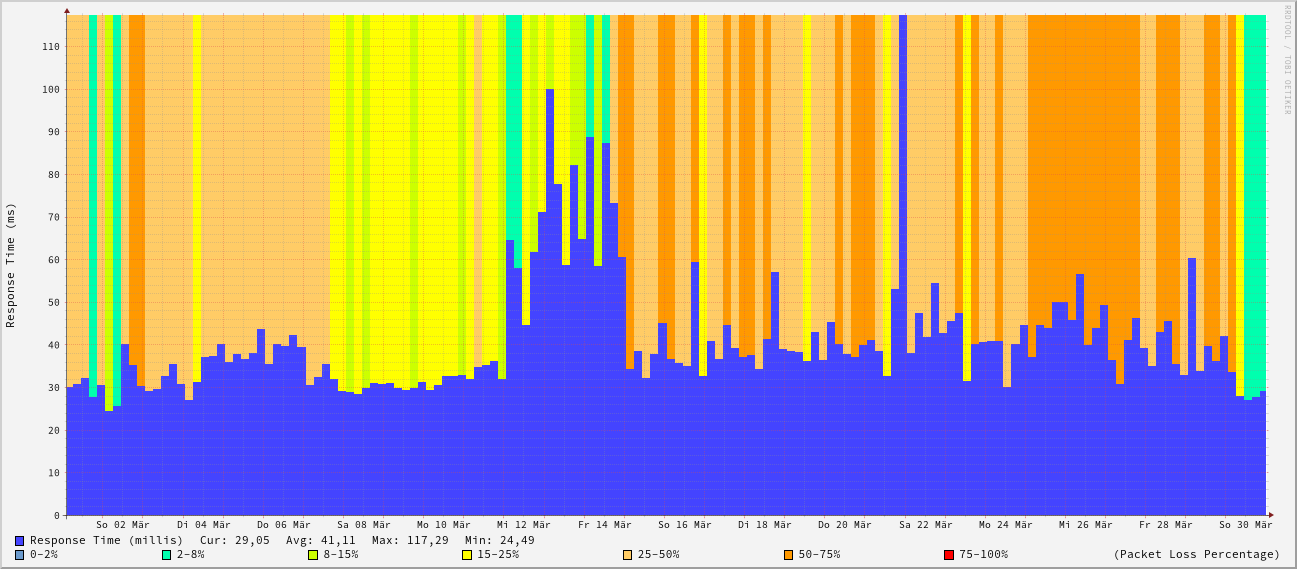 RRDTOOL / TOBI OETIKER
Response Time (ms)
110
100
90
80
70
60
50
40
30
20
10
0
So 02 Mär Di 04 Mär Do 06 Mär Sa 08 Mär Mo 10 Mär Mi 12 Mär Fr 14 Mär So 16 Mär Di 18 Mär Do 20 Mär Sa 22 Mär Mo 24 Mär Mi 26 Mär Fr 28 Mär So 30 Mär
Response Time (millis) Cur: 29,05 Avg: 41,11 Max: 117,29 Min: 24,49
0-2% 2-8% 8-15% 15-25% 25-50% 50-75% 75-100% (Packet Loss Percentage)